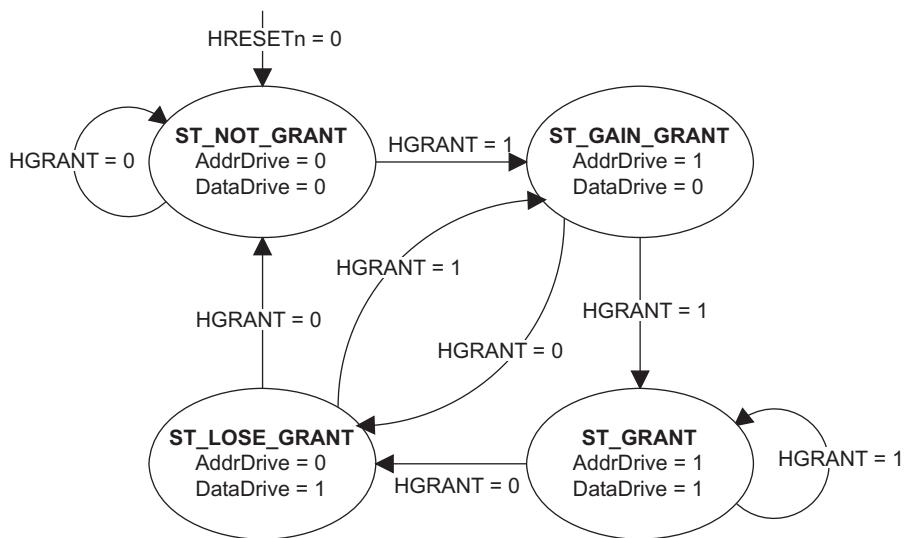 HRESETn = 0
ST_NOT_GRANT
AddrDrive = 0
DataDrive = 0
HGRANT = 0
HGRANT = 1
ST_GAIN_GRANT
AddrDrive = 1
DataDrive = 0
HGRANT = 1
HGRANT = 0
HGRANT = 1
HGRANT = 0
ST_LOSE_GRANT
AddrDrive = 0
DataDrive = 1
HGRANT = 0
ST_GRANT
AddrDrive = 1
DataDrive = 1
HGRANT = 1